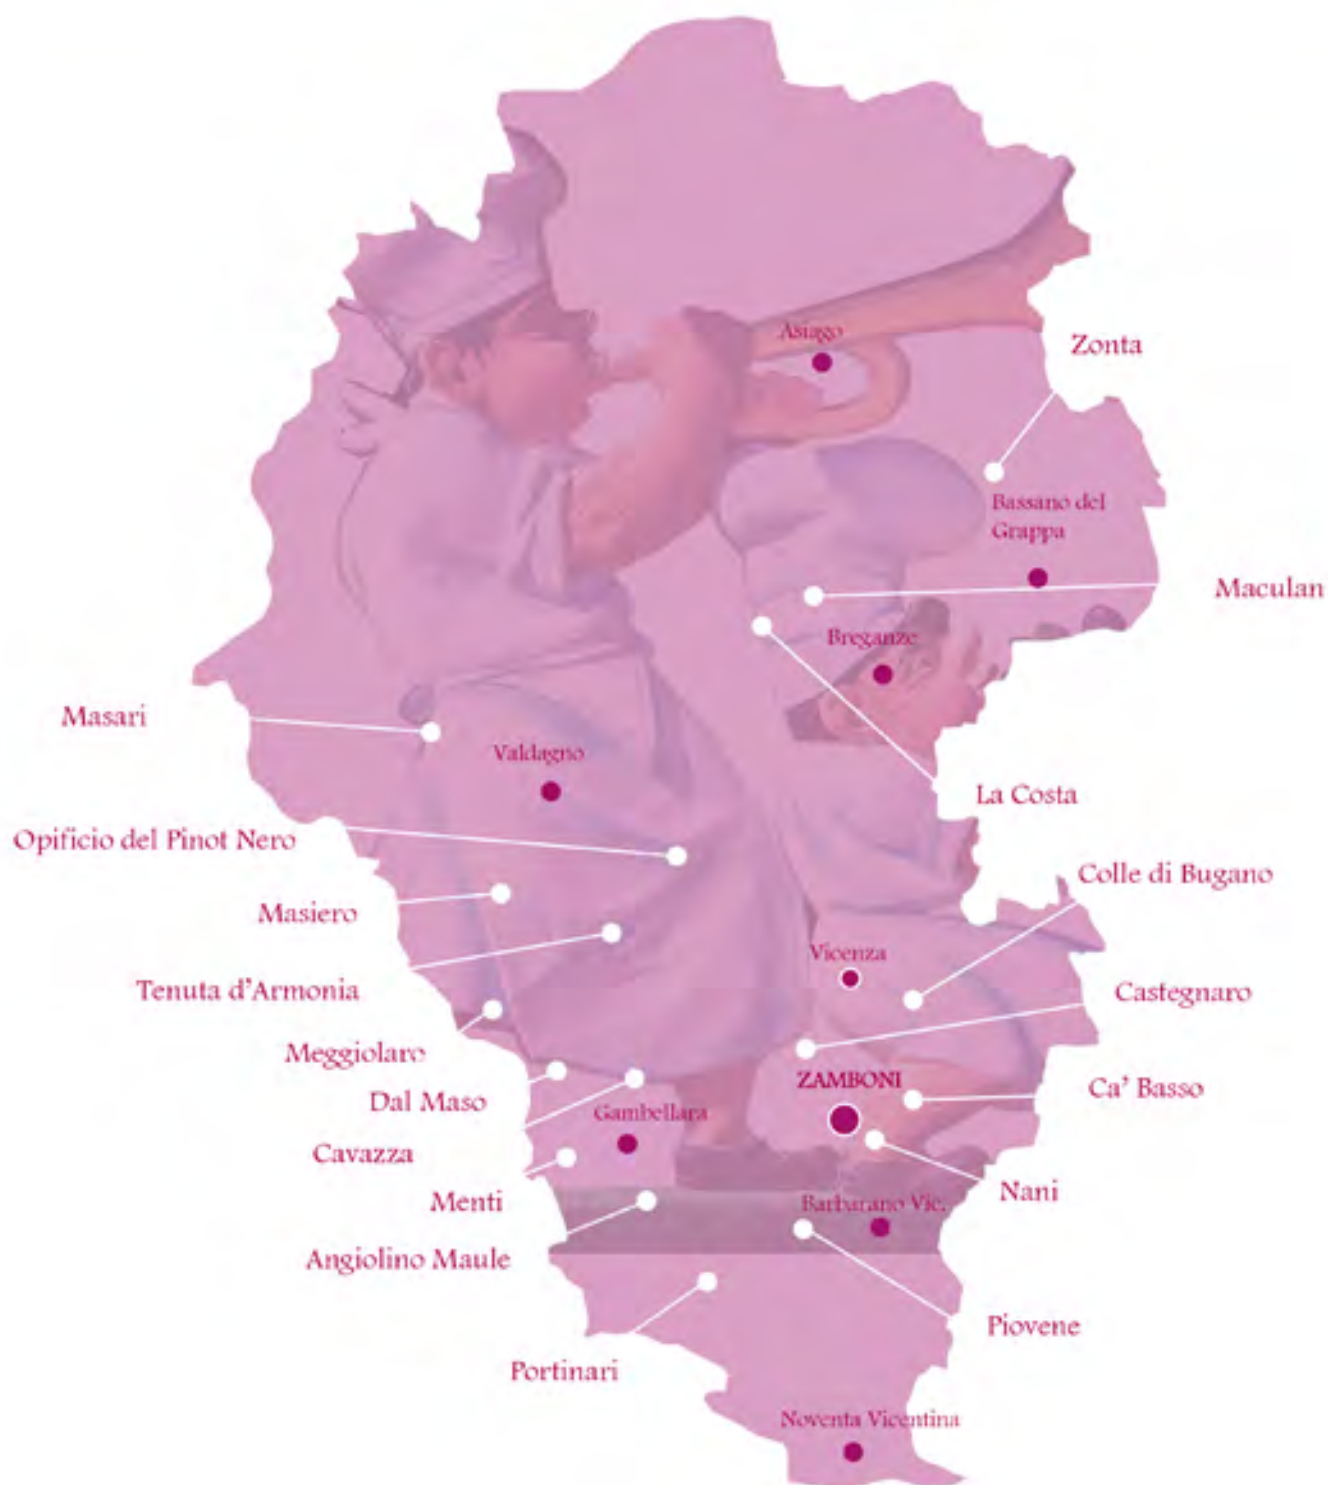 Asiago
Zonta
Bassano del
Grappa
Maculan
Breganze
Masari
Valdagno
La Costa
Opificio del Pinot Nero
Colle di Bugano
Masiero
Vicenza
Tenuta d'Armonia
Castegnaro
Meggiolaro
ZAMBONI
Ca' Basso
Dal Maso
Gambellara
Cavazza
Nani
Menti
Barbarano Vic.
Angiolino Maule
Piovene
Portinari
Noventa Vicentina